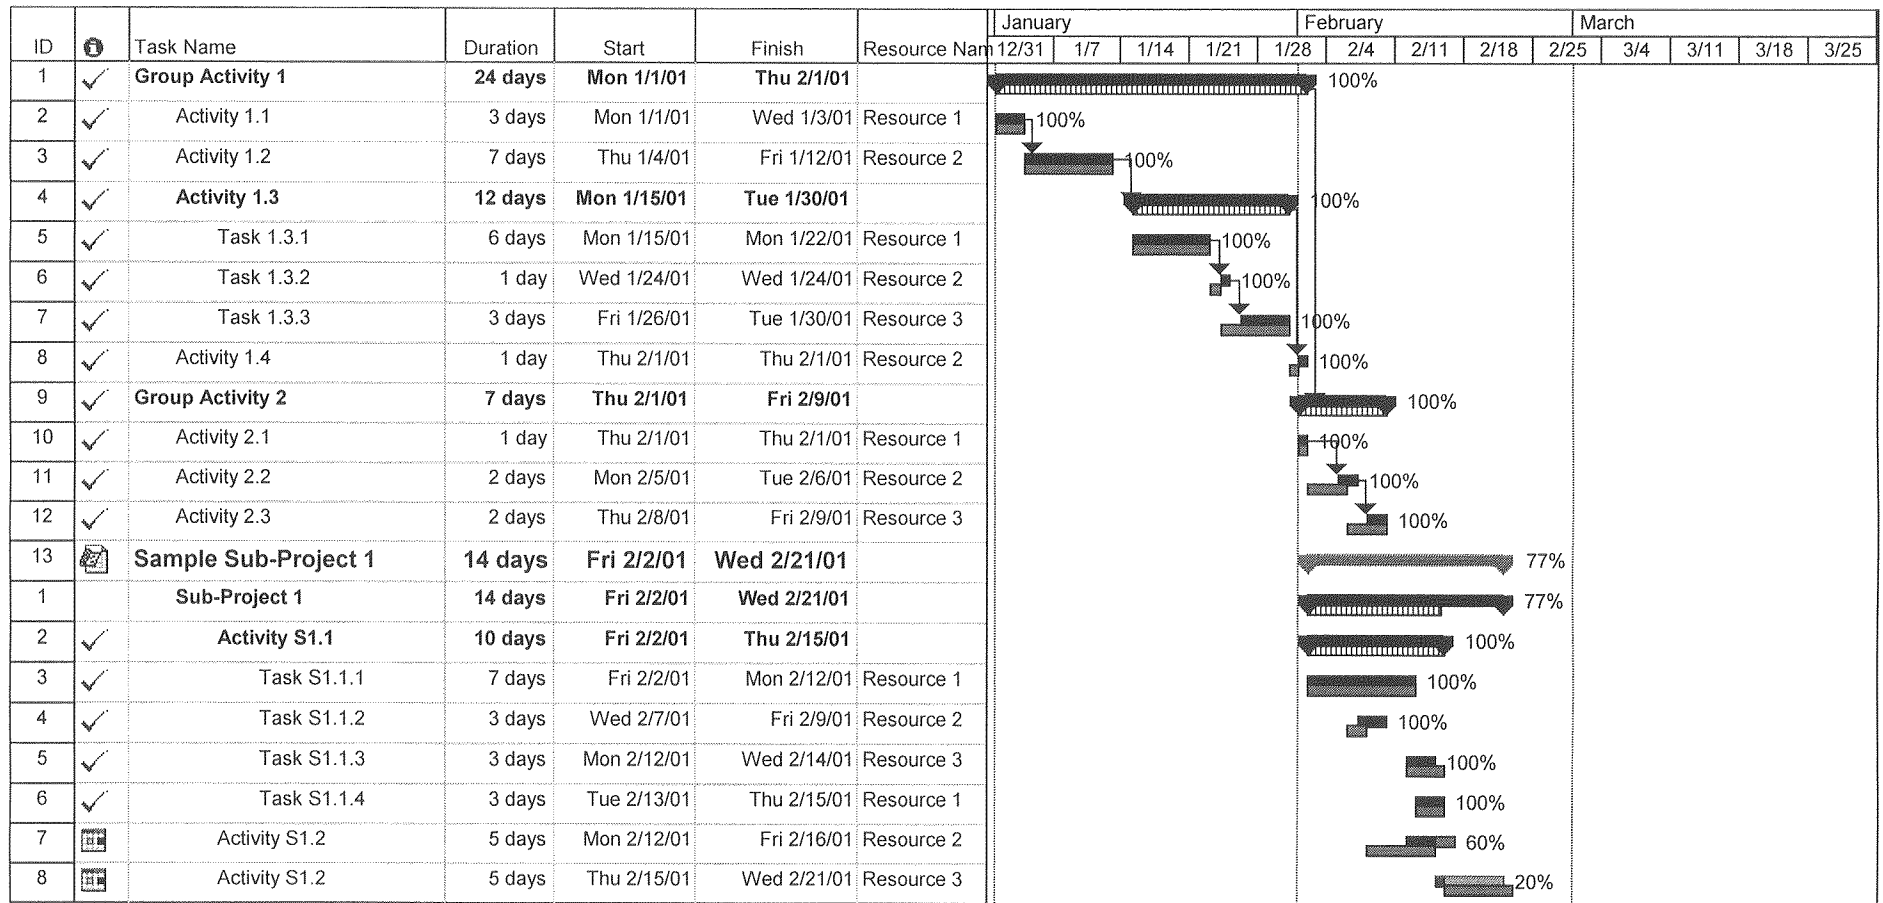 January February March
ID Task Name Duration Start Finish Resource Nam 12/31 1/7 1/14 1/21 1/28 2/4 2/11 2/18 2/25 3/4 3/11 3/18 3/25
1 Group Activity 1 24 days Mon 1/1/01 Thu 2/1/01 100%
2 Activity 1.1 3 days Mon 1/1/01 Wed 1/3/01 Resource 1 100%
3 Activity 1.2 7 days Thu 1/4/01 Fri 1/12/01 Resource 2 100%
4 Activity 1.3 12 days Mon 1/15/01 Tue 1/30/01 100%
5 Task 1.3.1 6 days Mon 1/15/01 Mon 1/22/01 Resource 1 100%
6 Task 1.3.2 1 day Wed 1/24/01 Wed 1/24/01 Resource 2 100%
7 Task 1.3.3 3 days Fri 1/26/01 Tue 1/30/01 Resource 3 100%
8 Activity 1.4 1 day Thu 2/1/01 Thu 2/1/01 Resource 2 100%
9 Group Activity 2 7 days Thu 2/1/01 Fri 2/9/01 100%
10 Activity 2.1 1 day Thu 2/1/01 Thu 2/1/01 Resource 1 100%
11 Activity 2.2 2 days Mon 2/5/01 Tue 2/6/01 Resource 2 100%
12 Activity 2.3 2 days Thu 2/8/01 Fri 2/9/01 Resource 3 100%
13 Sample Sub-Project 1 14 days Fri 2/2/01 Wed 2/21/01 77%
1 Sub-Project 1 14 days Fri 2/2/01 Wed 2/21/01 77%
2 Activity S1.1 10 days Fri 2/2/01 Thu 2/15/01 100%
3 Task S1.1.1 7 days Fri 2/2/01 Mon 2/12/01 Resource 1 100%
4 Task S1.1.2 3 days Wed 2/7/01 Fri 2/9/01 Resource 2 100%
5 Task S1.1.3 3 days Mon 2/12/01 Wed 2/14/01 Resource 3 100%
6 Task S1.1.4 3 days Tue 2/13/01 Thu 2/15/01 Resource 1 100%
7 Activity S1.2 5 days Mon 2/12/01 Fri 2/16/01 Resource 2 60%
8 Activity S1.2 5 days Thu 2/15/01 Wed 2/21/01 Resource 3 20%